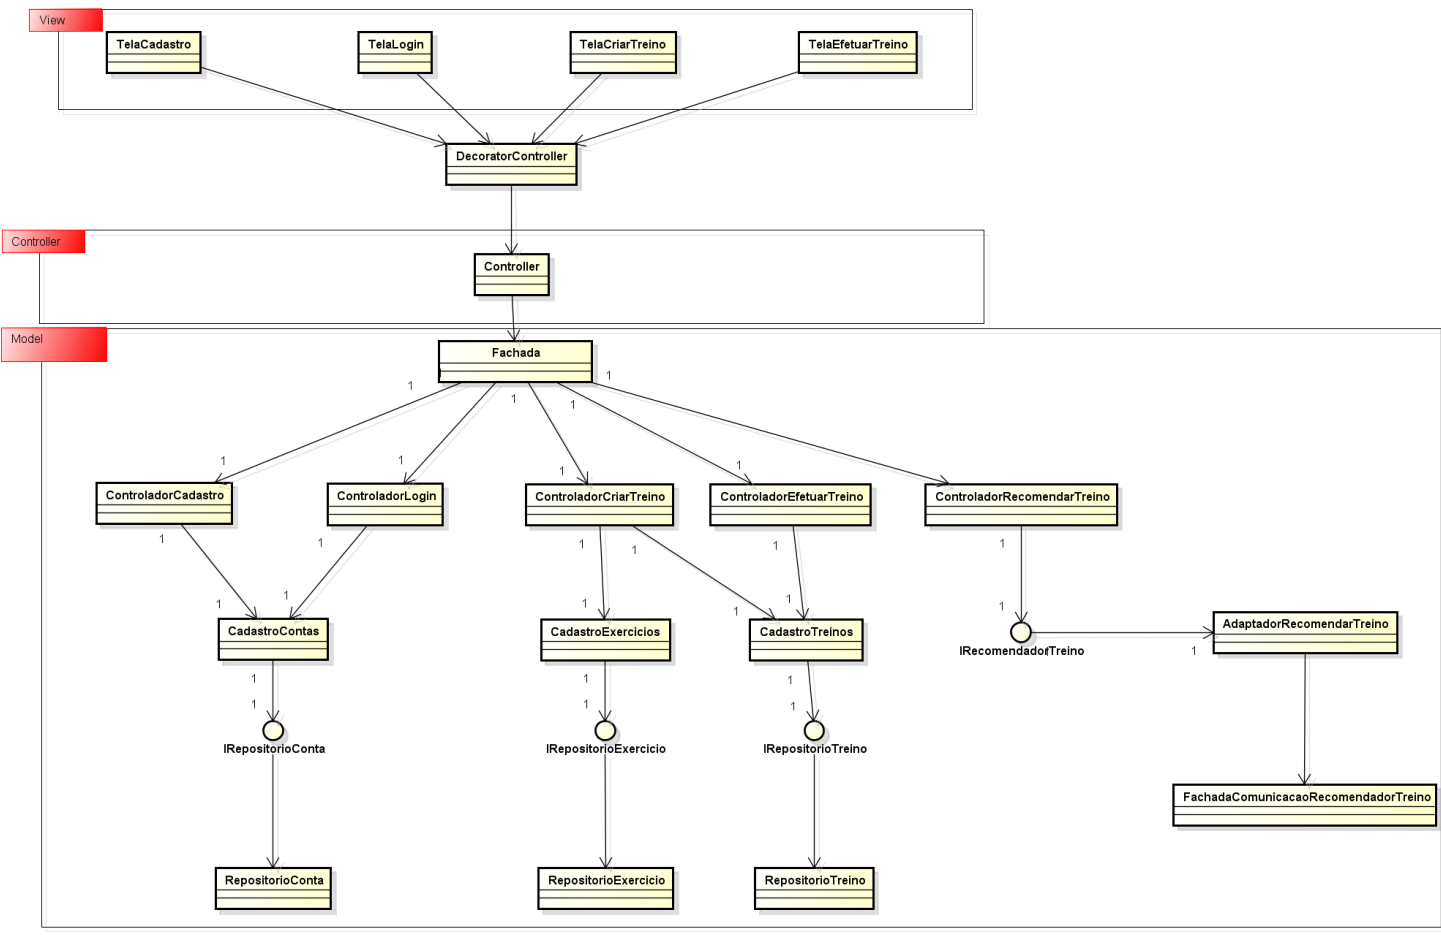 View
TelaCadastro
TelaLogin
TelaCriarTreino
TelaEfetuarTreino
DecoratorController
Controller
Controller
Model
Fachada
1
1
1
1
1
1
1
1
ControladorCadastro
ControladorLogin
ControladorCriarTreino
ControladorEfetuarTreino
ControladorRecomendarTreino
1
1
1
1
1
1
1
1
1
1
1
1
CadastroContas
CadastroExercicios
CadastroTreinos
IRecomendadorTreino
1
AdaptadorRecomendarTreino
1
1
1
1
1
1
IRepositorioConta
IRepositorioExercicio
IRepositorioTreino
FachadaComunicacaoRecomendadorTreino
RepositorioConta
RepositorioExercicio
RepositorioTreino